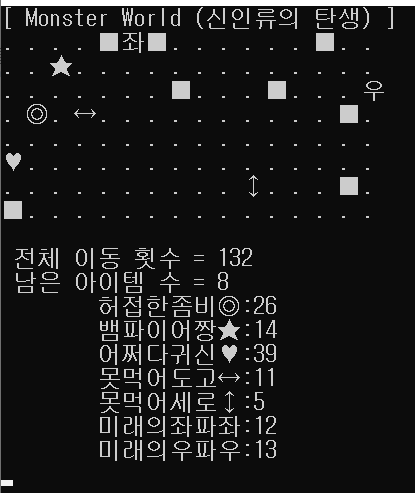 [ Monster World (신인류의 탄생) ]
. . . . ■좌■ . . . . . . ■ . .
. . ★ . . . . . . . . . . . . .
. . . . . . . ■ . . . ■ . . . 우
. ◎ . ↔ . . . . . . . . . . ■ .
. . . . . . . . . . . . . . . .
♥ . . . . . . . . . . . . . . .
. . . . . . . . . . ↕ . . . ■ .
■ . . . . . . . . . . . . . . .
전체 이동 횟수 = 132
남은 아이템 수 = 8
허접한좀비◎:26
뱀파이어짱★:14
어쩌다귀신♥:39
못먹어도고↔:11
못먹어세로↕:5
미래의좌파좌:12
미래의우파우:13